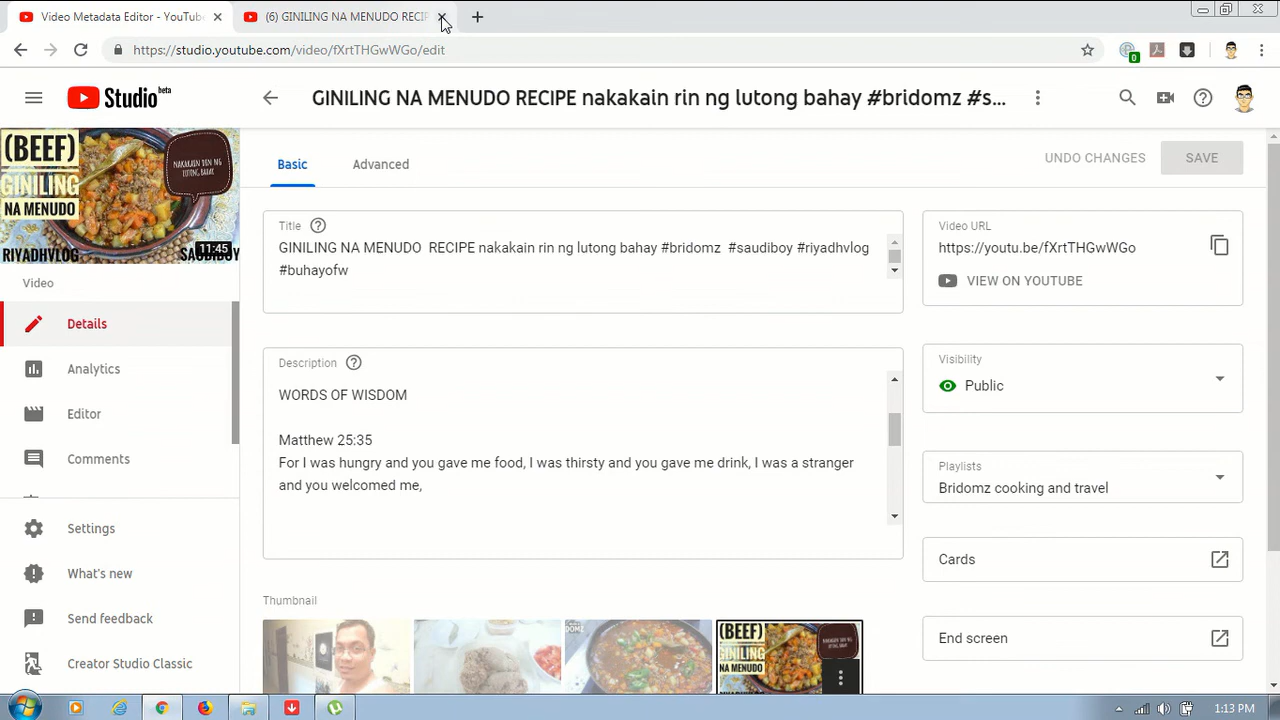 Video Metadata Editor - YouTube
(6) GINILING NA MENUDO RECIP
https://studio.youtube.com/video/fXrtTHGwWGo/edit
0
Studio beta
GINILING NA MENUDO RECIPE nakakain rin ng lutong bahay #bridomz #s...
(BEEF)
GINILING
NA MENUDO
NAKAKAIN DIN NG
LUTONG BAHAY
11:45
RIYADHVLOG
SAUDIBOY
Basic
Advanced
UNDO CHANGES
SAVE
Title
GINILING NA MENUDO  RECIPE nakakain rin ng lutong bahay #bridomz  #saudiboy #riyadhvlog
#buhayofw
Video URL
https://youtu.be/fXrtTHGwWGo
VIEW ON YOUTUBE
Video
Details
Analytics
Editor
Comments
Settings
What's new
Send feedback
Creator Studio Classic
Description
WORDS OF WISDOM
Matthew 25:35
For I was hungry and you gave me food, I was thirsty and you gave me drink, I was a stranger
and you welcomed me,
Visibility
Public
Playlists
Bridomz cooking and travel
Cards
End screen
Thumbnail
(BEEF)
GINILING
NA MENUDO
1:13 PM